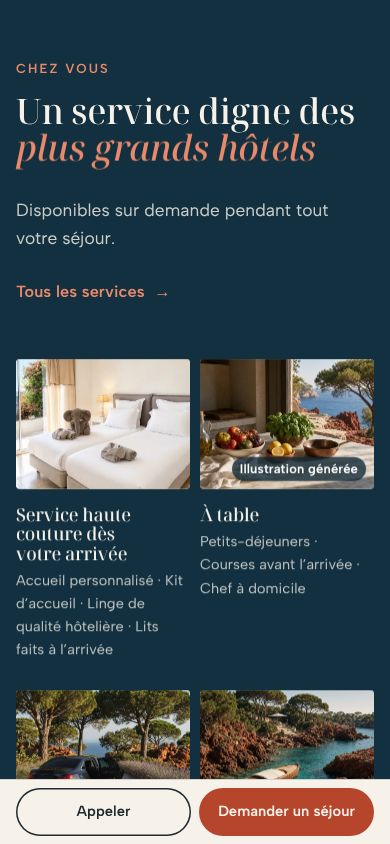 CHEZ VOUS
Un service digne des
plus grands hôtels
Disponibles sur demande pendant tout
votre séjour.
Tous les services →
Illustration générée
Service haute
couture dès
votre arrivée
Accueil personnalisé · Kit
d’accueil · Linge de
qualité hôtelière · Lits
faits à l’arrivée
À table
Petits-déjeuners ·
Courses avant l’arrivée ·
Chef à domicile
Appeler
Demander un séjour